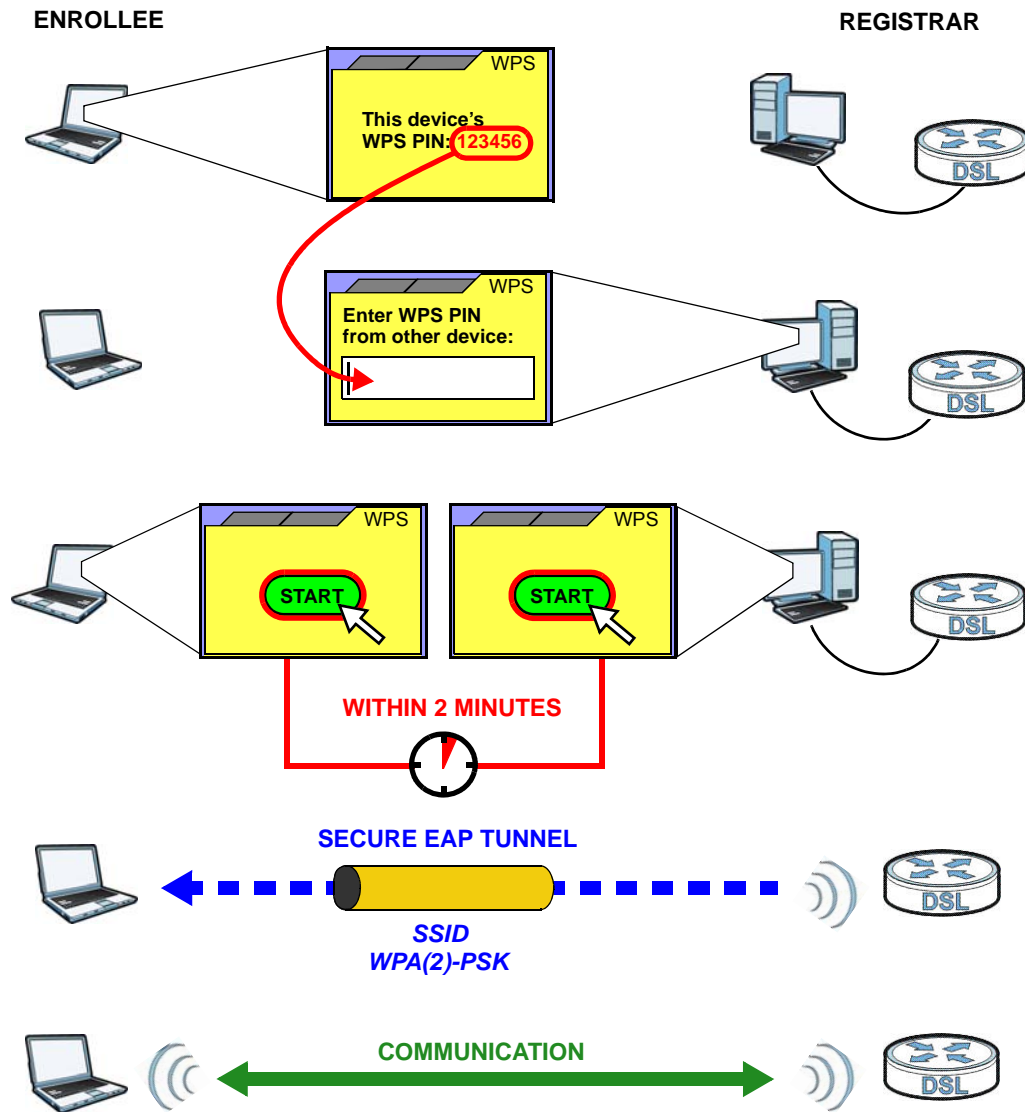 ENROLLEE
REGISTRAR
WPS
This device's
WPS PIN: 123456
DSL
WPS
Enter WPS PIN
from other device:
DSL
WPS
START
WPS
START
DSL
WITHIN 2 MINUTES
SECURE EAP TUNNEL
SSID
WPA(2)-PSK
DSL
COMMUNICATION
DSL